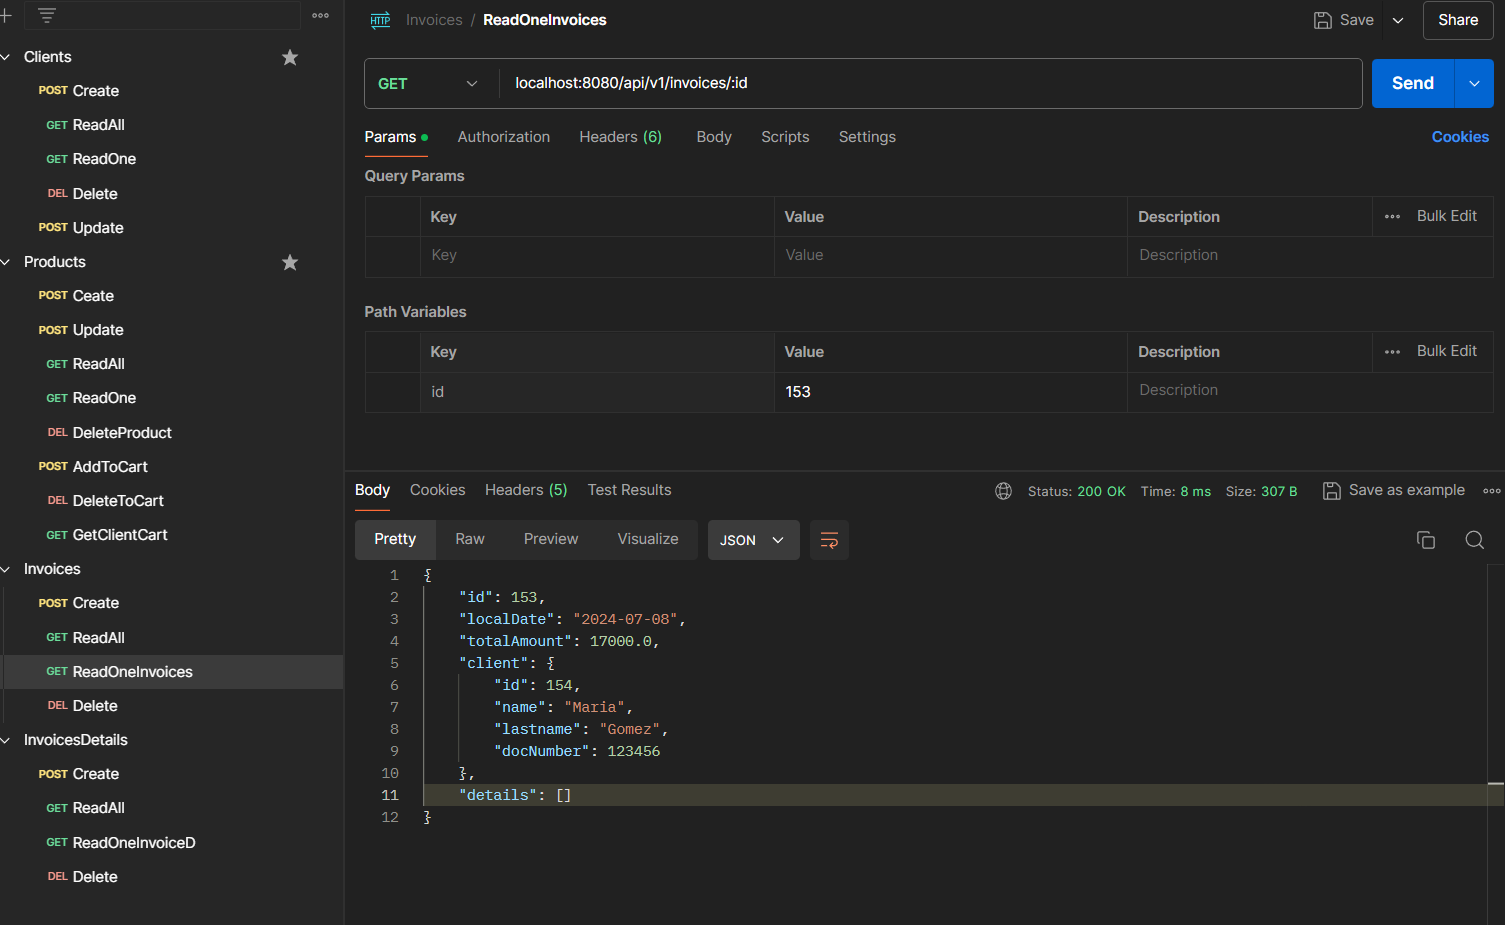 Clients
POST Create
GET ReadAll
GET ReadOne
DEL Delete
POST Update
Products
POST Ceate
POST Update
GET ReadAll
GET ReadOne
DEL DeleteProduct
POST AddToCart
DEL DeleteToCart
GET GetClientCart
Invoices
POST Create
GET ReadAll
GET ReadOneInvoices
DEL Delete
InvoicesDetails
POST Create
GET ReadAll
GET ReadOneInvoiceD
DEL Delete
HTTP Invoices / ReadOneInvoices Save Share
GET localhost:8080/api/v1/invoices/:id Send
Params Authorization Headers (6) Body Scripts Settings Cookies
Query Params
Key Value Description Bulk Edit
Key Value Description
Path Variables
Key Value Description Bulk Edit
id 153 Description
Body Cookies Headers (5) Test Results Status: 200 OK Time: 8 ms Size: 307 B Save as example
Pretty Raw Preview Visualize JSON
1 {
2 "id": 153,
3 "localDate": "2024-07-08",
4 "totalAmount": 17000.0,
5 "client": {
6 "id": 154,
7 "name": "Maria",
8 "lastname": "Gomez",
9 "docNumber": 123456
10 },
11 "details": []
12 }